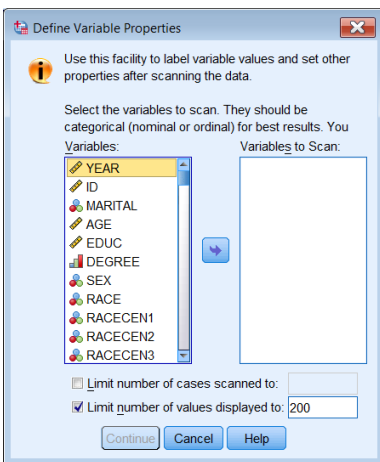 Define Variable Properties
Use this facility to label variable values and set other
properties after scanning the data.
Select the variables to scan. They should be
categorical (nominal or ordinal) for best results. You
Variables:
Variables to Scan:
YEAR
ID
MARITAL
AGE
EDUC
DEGREE
SEX
RACE
RACECEN1
RACECEN2
RACECEN3
Limit number of cases scanned to:
Limit number of values displayed to: 200
Continue Cancel Help